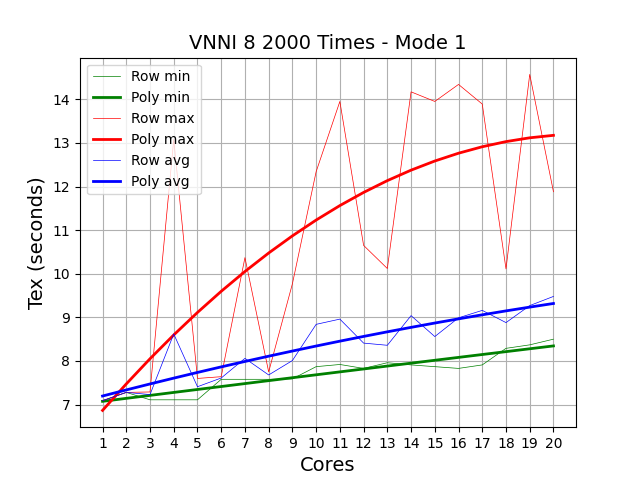 VNNI 8 2000 Times - Mode 1
Row min
Poly min
Row max
Poly max
Row avg
Poly avg
14
13
12
11
10
9
8
7
Tex (seconds)
1 2 3 4 5 6 7 8 9 10 11 12 13 14 15 16 17 18 19 20
Cores